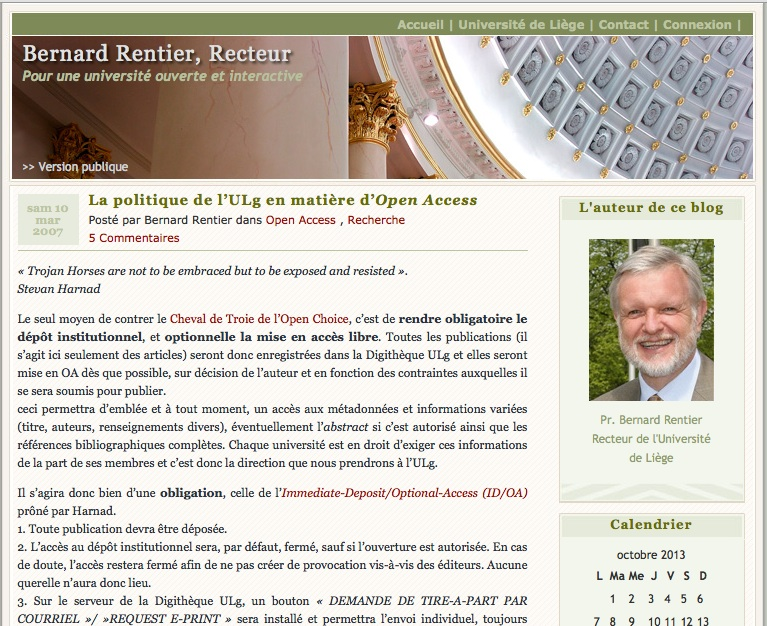 Accueil | Université de Liège | Contact | Connexion |
Bernard Rentier, Recteur
Pour une université ouverte et interactive
>> Version publique
sam 10
mar
2007
La politique de l’ULg en matière d’Open Access
Posté par Bernard Rentier dans Open Access , Recherche
5 Commentaires
« Trojan Horses are not to be embraced but to be exposed and resisted ».
Stevan Harnad
Le seul moyen de contrer le Cheval de Troie de l’Open Choice, c’est de rendre obligatoire le
dépôt institutionnel, et optionnelle la mise en accès libre. Toutes les publications (il
s’agit ici seulement des articles) seront donc enregistrées dans la Digithèque ULg et elles seront
mise en OA dès que possible, sur décision de l’auteur et en fonction des contraintes auxquelles il
se sera soumis pour publier.
ceci permettra d’emblée et à tout moment, un accès aux métadonnées et informations variées
(titre, auteurs, renseignements divers), éventuellement l’abstract si c’est autorisé ainsi que les
références bibliographiques complètes. Chaque université est en droit d’exiger ces informations
de la part de ses membres et c’est donc la direction que nous prendrons à l’ULg.
Il s’agira donc bien d’une obligation, celle de l’Immediate-Deposit/Optional-Access (ID/OA)
prôné par Harnad.
1. Toute publication devra être déposée.
2. L’accès au dépôt institutionnel sera, par défaut, fermé, sauf si l’ouverture est autorisée. En cas
de doute, l’accès restera fermé afin de ne pas créer de provocation vis-à-vis des éditeurs. Aucune
querelle n’aura donc lieu.
3. Sur le serveur de la Digithèque ULg, un bouton « DEMANDE DE TIRE-A-PART PAR
COURRIEL »/ »REQUEST E-PRINT » sera installé et permettra l’envoi individuel, toujours
L'auteur de ce blog
Pr. Bernard Rentier
Recteur de l'Université
de Liège
Calendrier
octobre 2013
L Ma Me J V S D
1 2 3 4 5 6
7 8 9 10 11 12 13